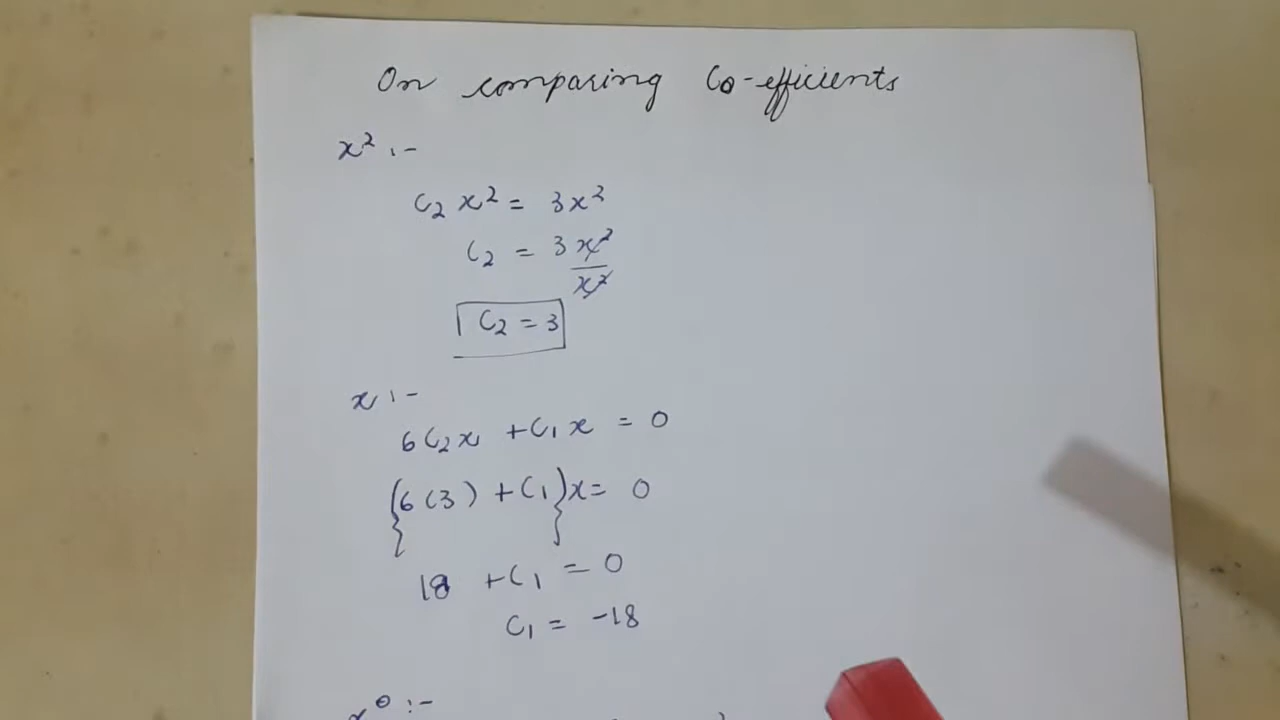 On comparing Co-efficients
x² :-
C₂ x² = 3x²
C₂ = 3 x²
x²
C₂ = 3
x :-
6C₂x + C₁x = 0
{6(3) + C₁}x = 0
18 + C₁ = 0
C₁ = -18
x⁰ :-